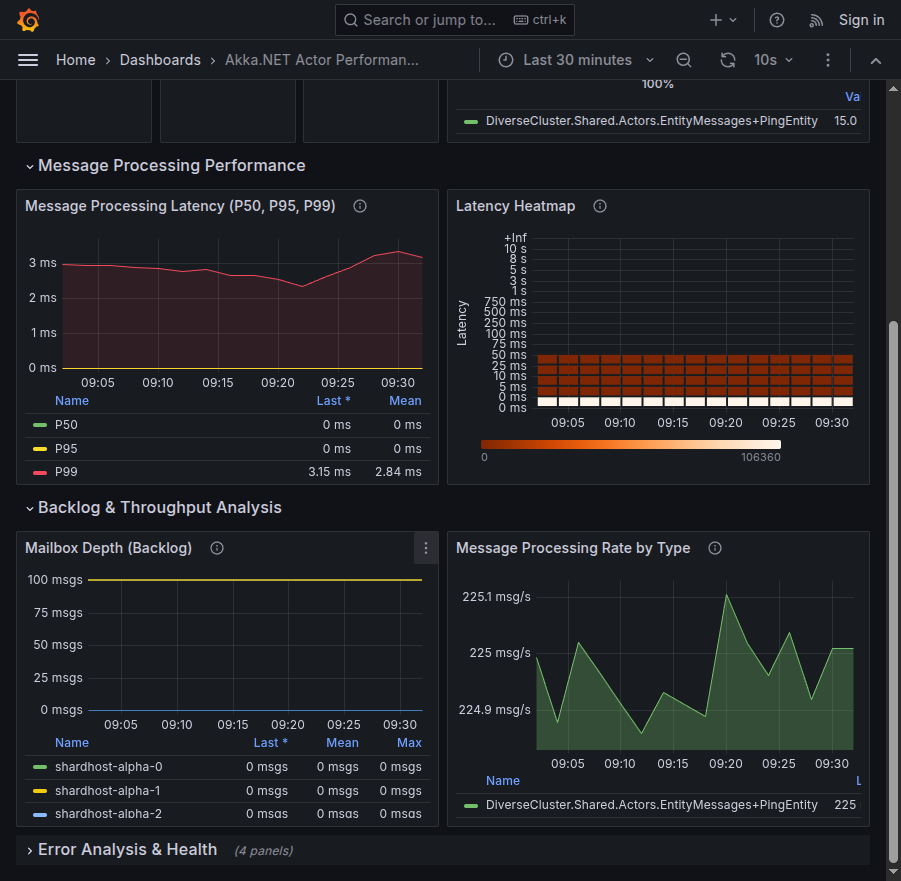 Search or jump to... ctrl+k Sign in
Home › Dashboards › Akka.NET Actor Performan... Last 30 minutes 10s
100%
Va
DiverseCluster.Shared.Actors.EntityMessages+PingEntity 15.0
Message Processing Performance
Message Processing Latency (P50, P95, P99)
3 ms
2 ms
1 ms
0 ms
09:05 09:10 09:15 09:20 09:25 09:30
Name Last * Mean
P50 0 ms 0 ms
P95 0 ms 0 ms
P99 3.15 ms 2.84 ms
Latency Heatmap
Latency
+Inf
10 s
8 s
5 s
3 s
1 s
750 ms
500 ms
250 ms
100 ms
75 ms
50 ms
25 ms
10 ms
5 ms
0 ms
0 ms
09:05 09:10 09:15 09:20 09:25 09:30
0 106360
Backlog & Throughput Analysis
Mailbox Depth (Backlog)
100 msgs
75 msgs
50 msgs
25 msgs
0 msgs
09:05 09:10 09:15 09:20 09:25 09:30
Name Last * Mean Max
shardhost-alpha-0 0 msgs 0 msgs 0 msgs
shardhost-alpha-1 0 msgs 0 msgs 0 msgs
shardhost-alpha-2 0 msgs 0 msgs 0 msgs
Message Processing Rate by Type
225.1 msg/s
225 msg/s
224.9 msg/s
09:05 09:10 09:15 09:20 09:25 09:30
Name L
DiverseCluster.Shared.Actors.EntityMessages+PingEntity 225
Error Analysis & Health (4 panels)